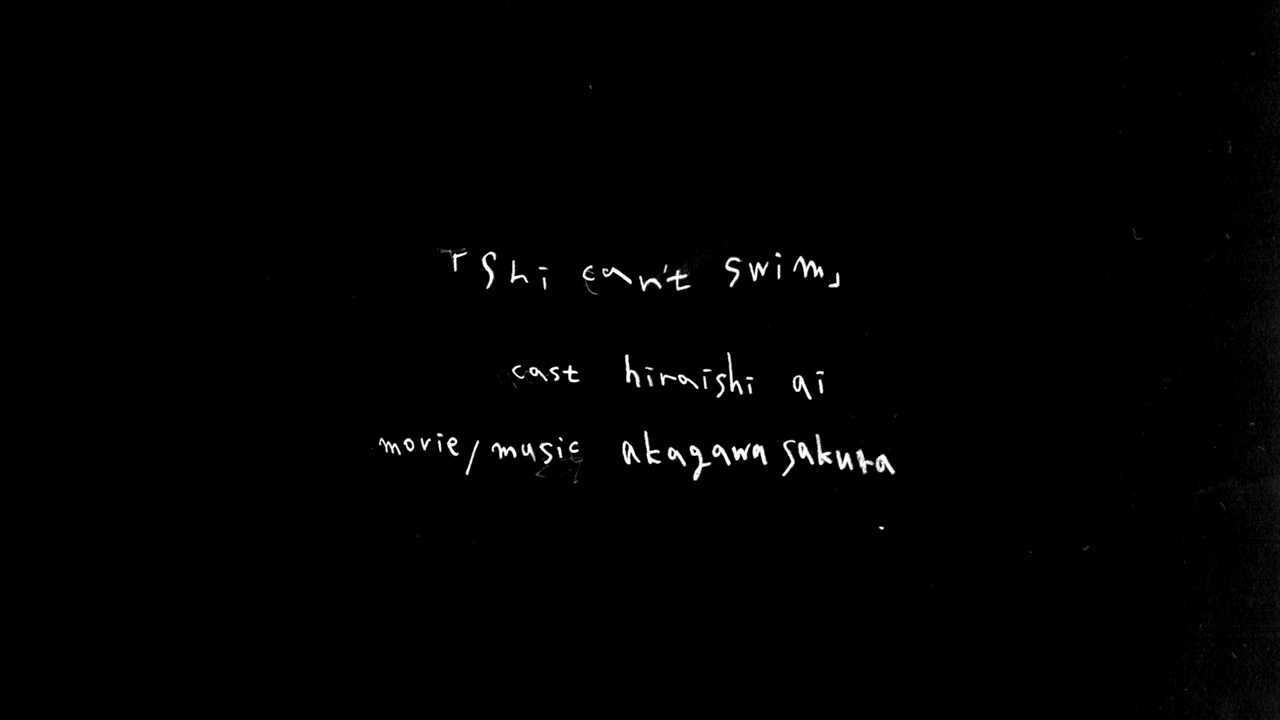 「Shi can't swim」
cast hiraishi ai
movie/music akagawa sakura